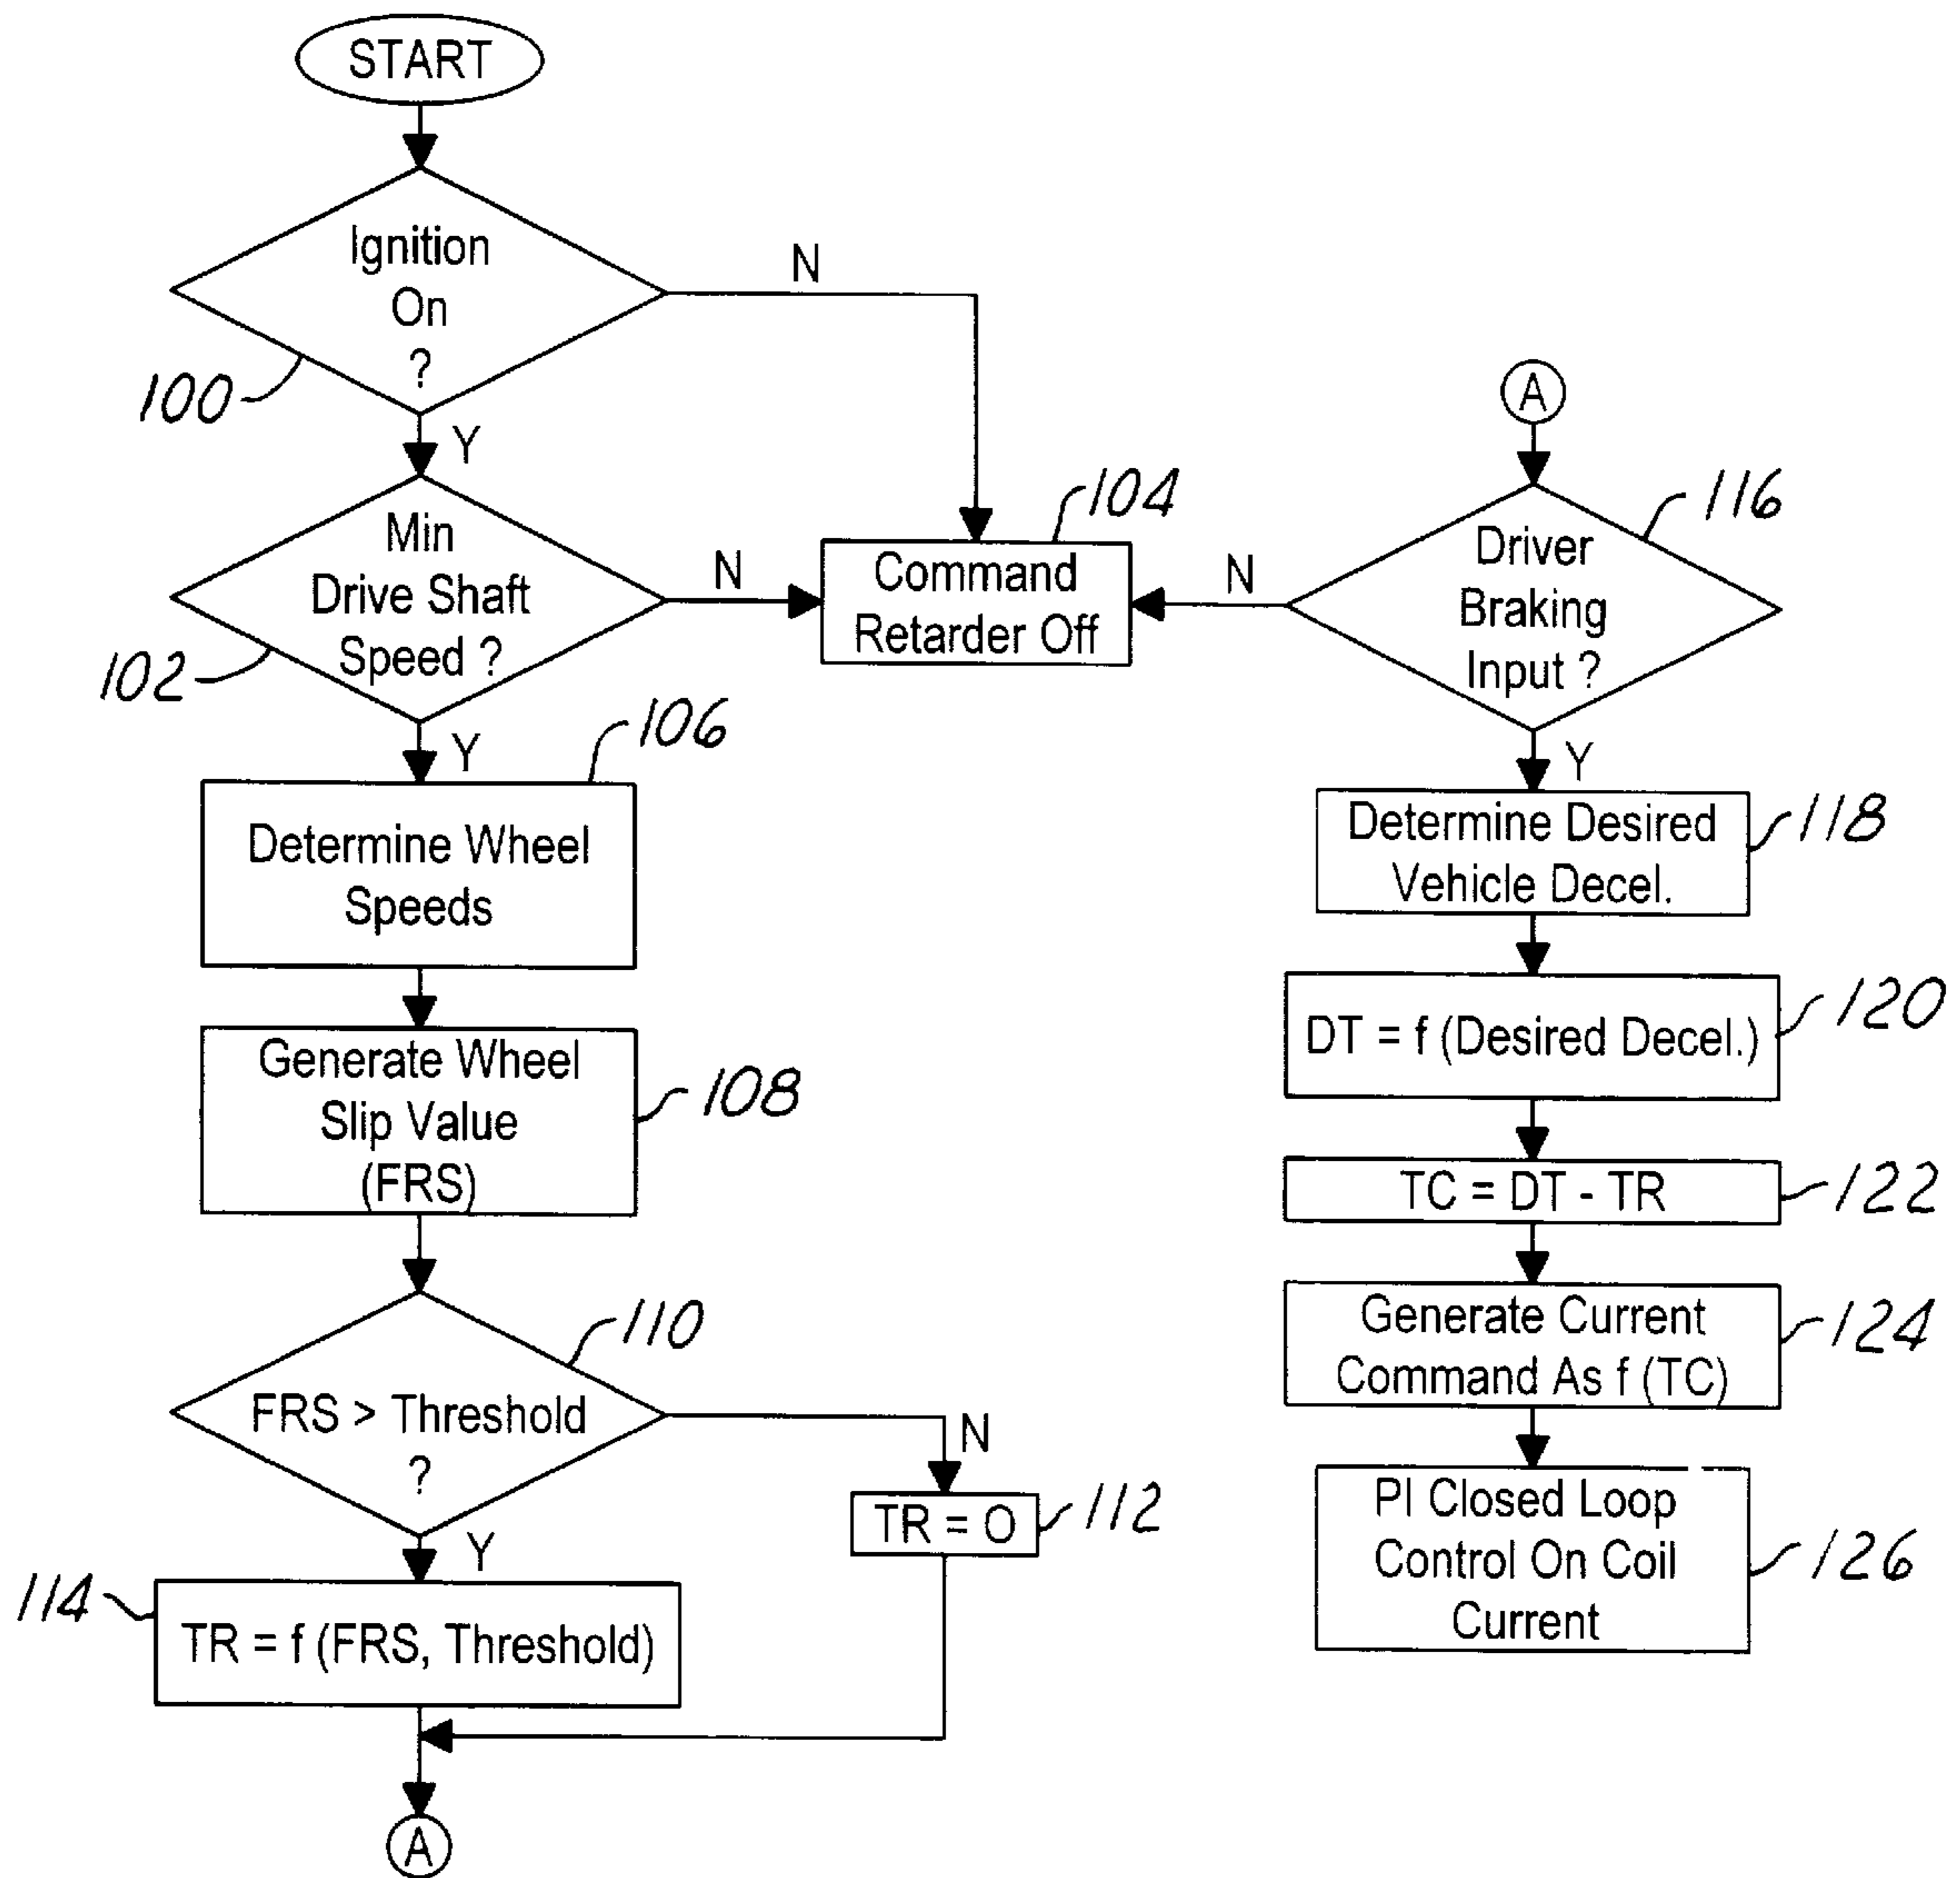 START
Ignition
On
?
100
N
Y
Min
Drive Shaft
Speed ?
102
N
Y
104
Command
Retarder Off
106
Determine Wheel
Speeds
Generate Wheel
Slip Value
(FRS)
108
110
FRS > Threshold
?
N
Y
TR = O
112
114
TR = f (FRS, Threshold)
A
A
116
Driver
Braking
Input ?
N
Y
Determine Desired
Vehicle Decel.
118
DT = f (Desired Decel.)
120
TC = DT - TR
122
Generate Current
Command As f (TC)
124
PI Closed Loop
Control On Coil
Current
126